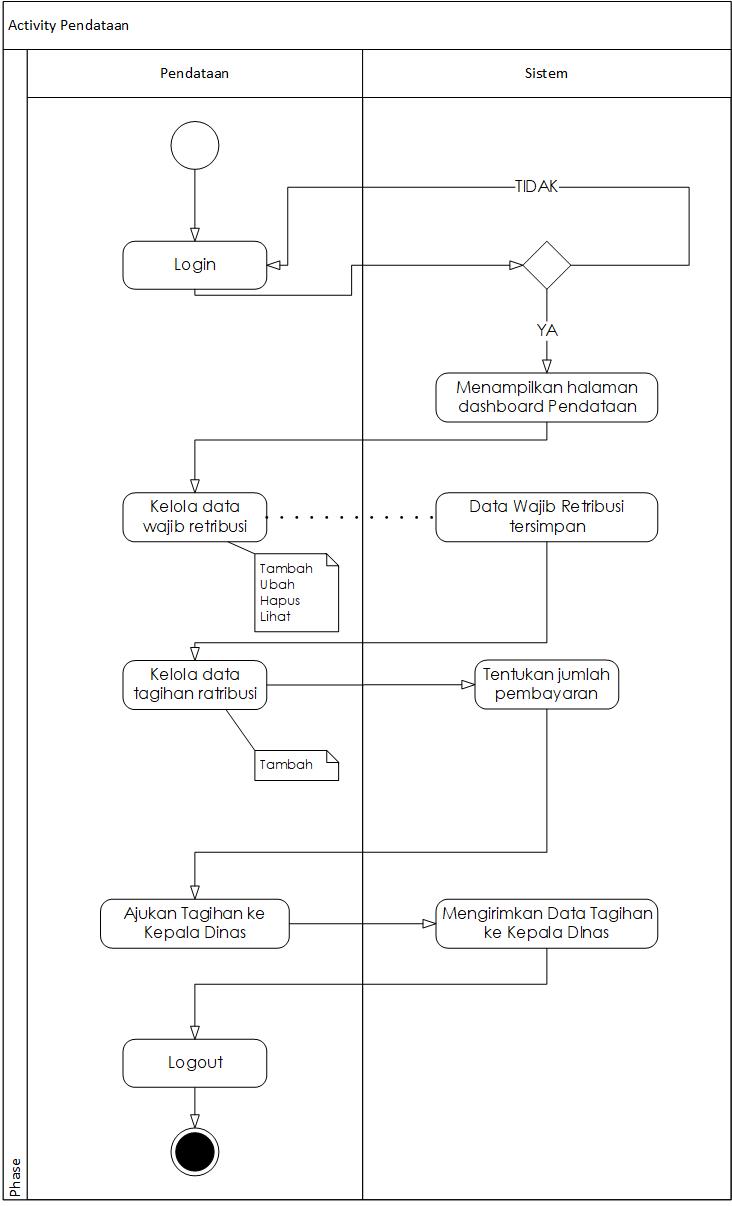 Activity Pendataan
Pendataan
Sistem
TIDAK
Login
YA
Menampilkan halaman
dashboard Pendataan
Kelola data
wajib retribusi
Data Wajib Retribusi
tersimpan
Tambah
Ubah
Hapus
Lihat
Kelola data
tagihan ratribusi
Tentukan jumlah
pembayaran
Tambah
Ajukan Tagihan ke
Kepala Dinas
Mengirimkan Data Tagihan
ke Kepala DInas
Logout
Phase